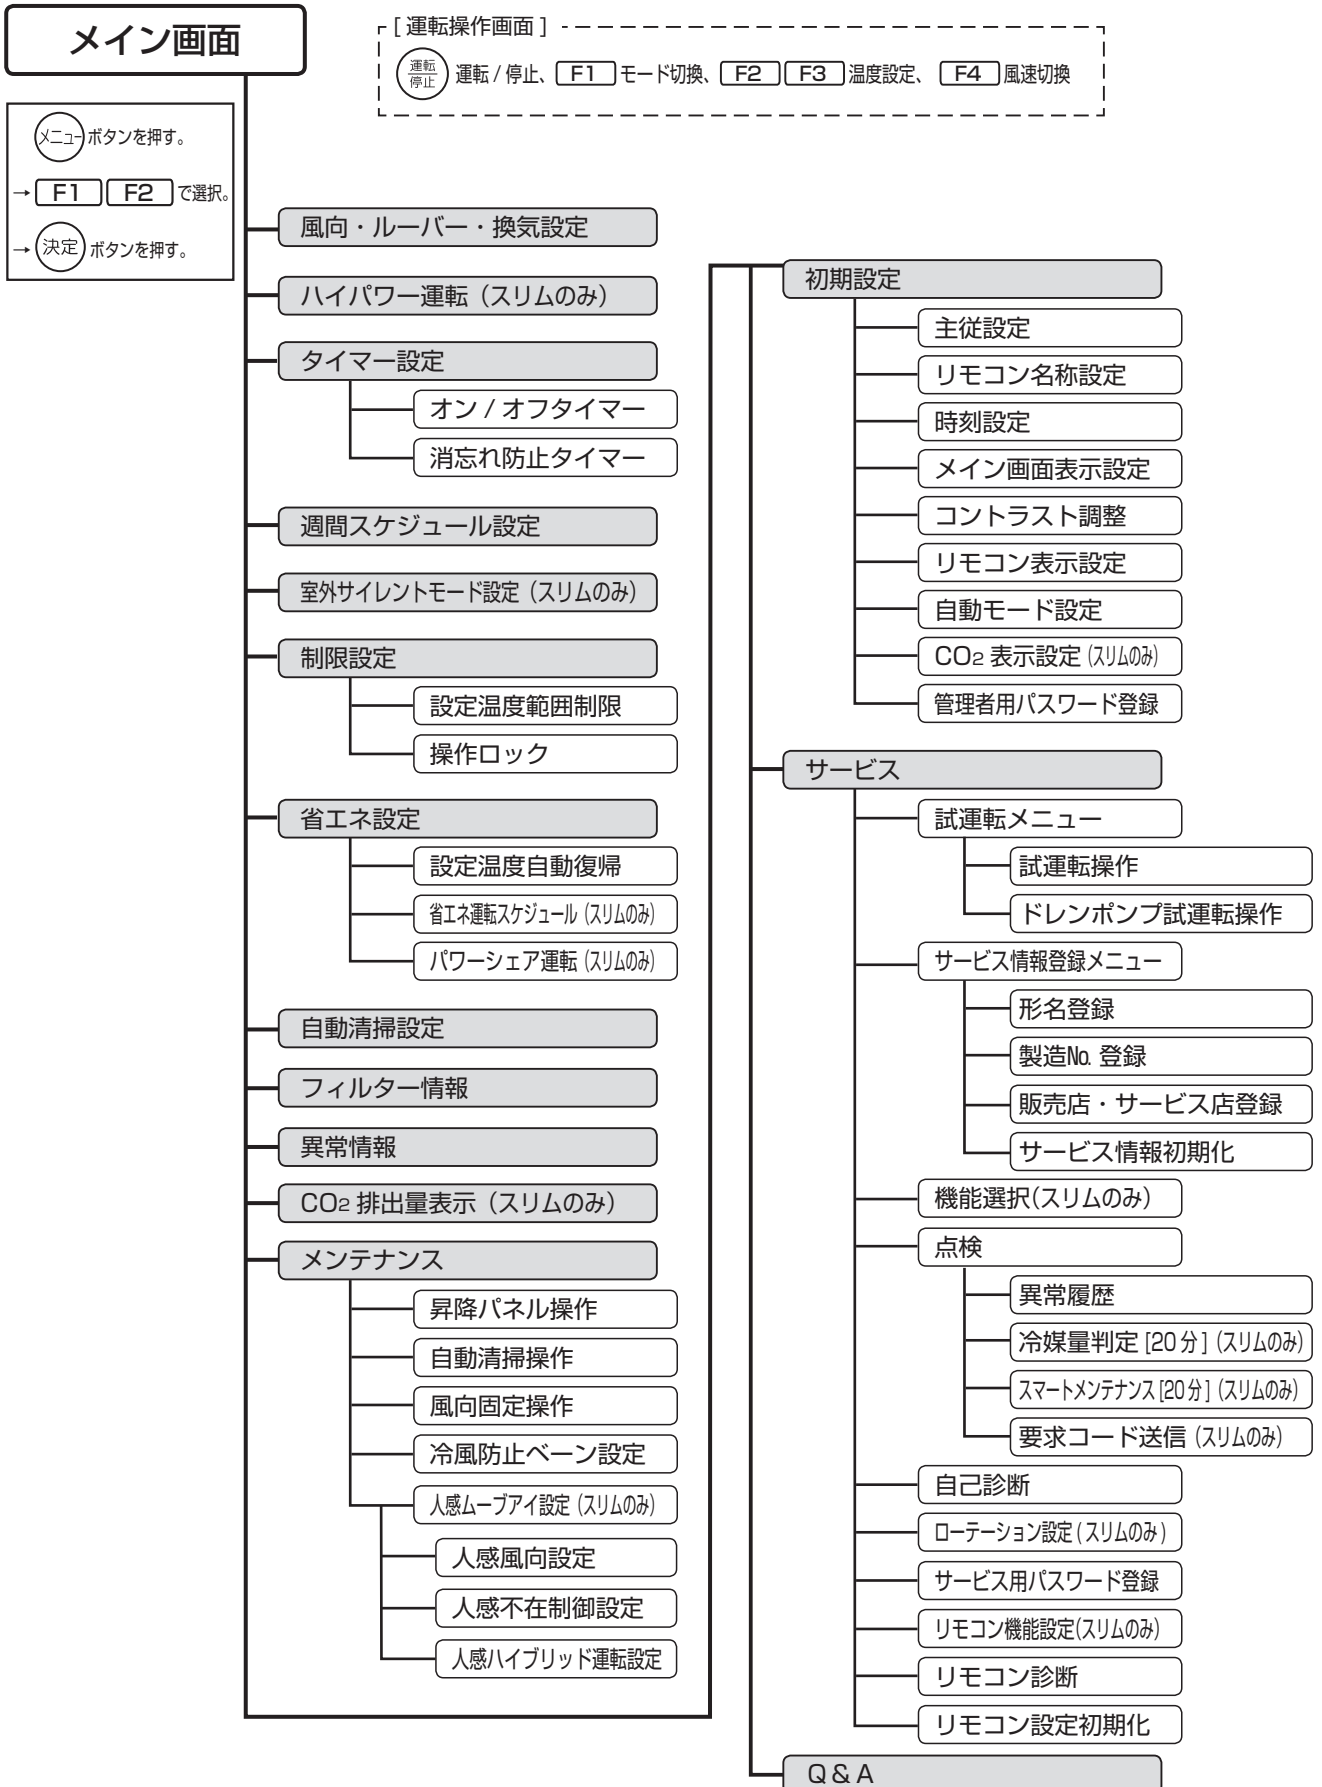 メイン画面
[ 運転操作画面 ]
運転
停止
運転 / 停止、 F1 モード切換、 F2 F3 温度設定、 F4 風速切換
メニュー ボタンを押す。
→ F1 F2 で選択。
→ 決定 ボタンを押す。
風向・ルーバー・換気設定
ハイパワー運転（スリムのみ）
タイマー設定
オン / オフタイマー
消忘れ防止タイマー
週間スケジュール設定
室外サイレントモード設定（スリムのみ）
制限設定
設定温度範囲制限
操作ロック
省エネ設定
設定温度自動復帰
省エネ運転スケジュール（スリムのみ）
パワーシェア運転（スリムのみ）
自動清掃設定
フィルター情報
異常情報
CO2 排出量表示（スリムのみ）
メンテナンス
昇降パネル操作
自動清掃操作
風向固定操作
冷風防止ベーン設定
人感ムーブアイ設定（スリムのみ）
人感風向設定
人感不在制御設定
人感ハイブリッド運転設定
初期設定
主従設定
リモコン名称設定
時刻設定
メイン画面表示設定
コントラスト調整
リモコン表示設定
自動モード設定
CO2 表示設定（スリムのみ）
管理者用パスワード登録
サービス
試運転メニュー
試運転操作
ドレンポンプ試運転操作
サービス情報登録メニュー
形名登録
製造№ 登録
販売店・サービス店登録
サービス情報初期化
機能選択(スリムのみ)
点検
異常履歴
冷媒量判定 [20 分]（スリムのみ）
スマートメンテナンス [20 分]（スリムのみ）
要求コード送信（スリムのみ）
自己診断
ローテーション設定 ( スリムのみ )
サービス用パスワード登録
リモコン機能設定(スリムのみ)
リモコン診断
リモコン設定初期化
Q & A